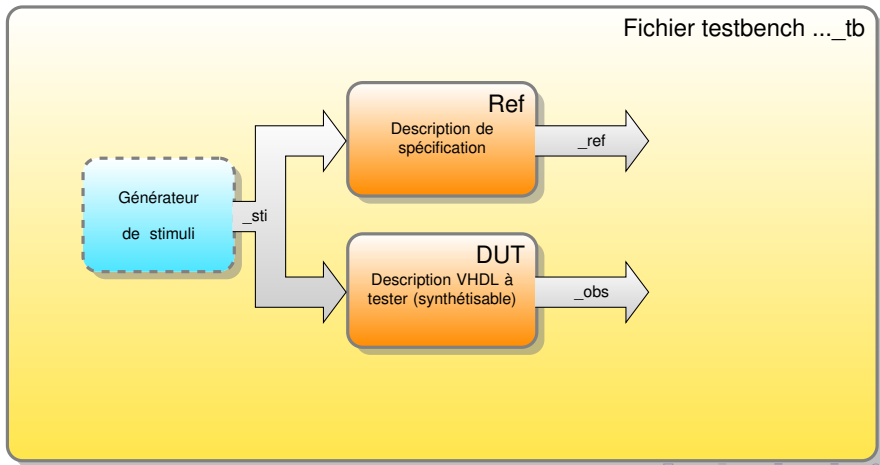 Fichier testbench ..._tb
Ref
Description de
spécification
_ref
Générateur
de stimuli
_sti
DUT
Description VHDL à
tester (synthétisable)
_obs